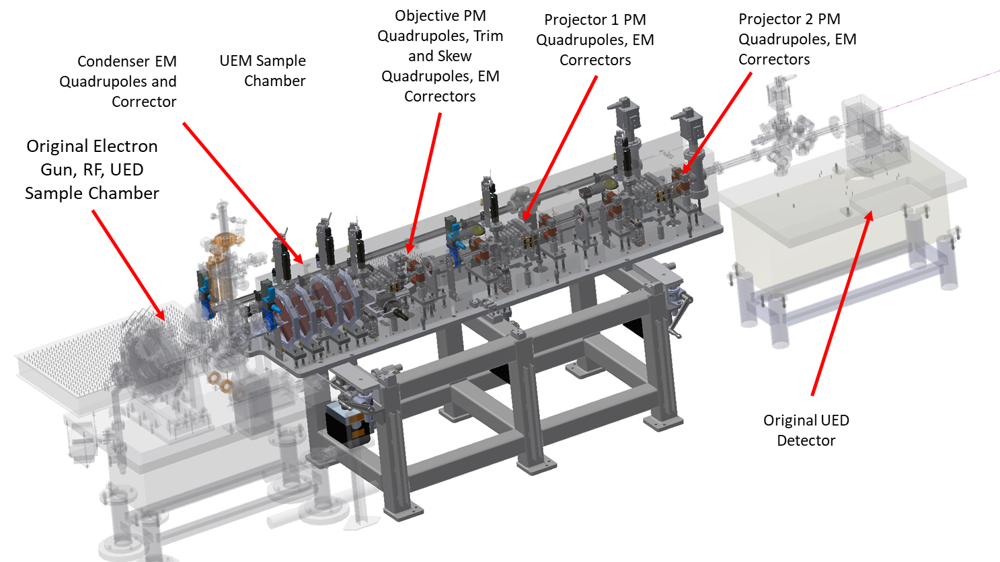 Objective PM
Quadrupoles, Trim
and Skew
Quadrupoles, EM
Correctors
Projector 1 PM
Quadrupoles, EM
Correctors
Projector 2 PM
Quadrupoles, EM
Correctors
Condenser EM
Quadrupoles and
Corrector
UEM Sample
Chamber
Original Electron
Gun, RF, UED
Sample Chamber
Original UED
Detector